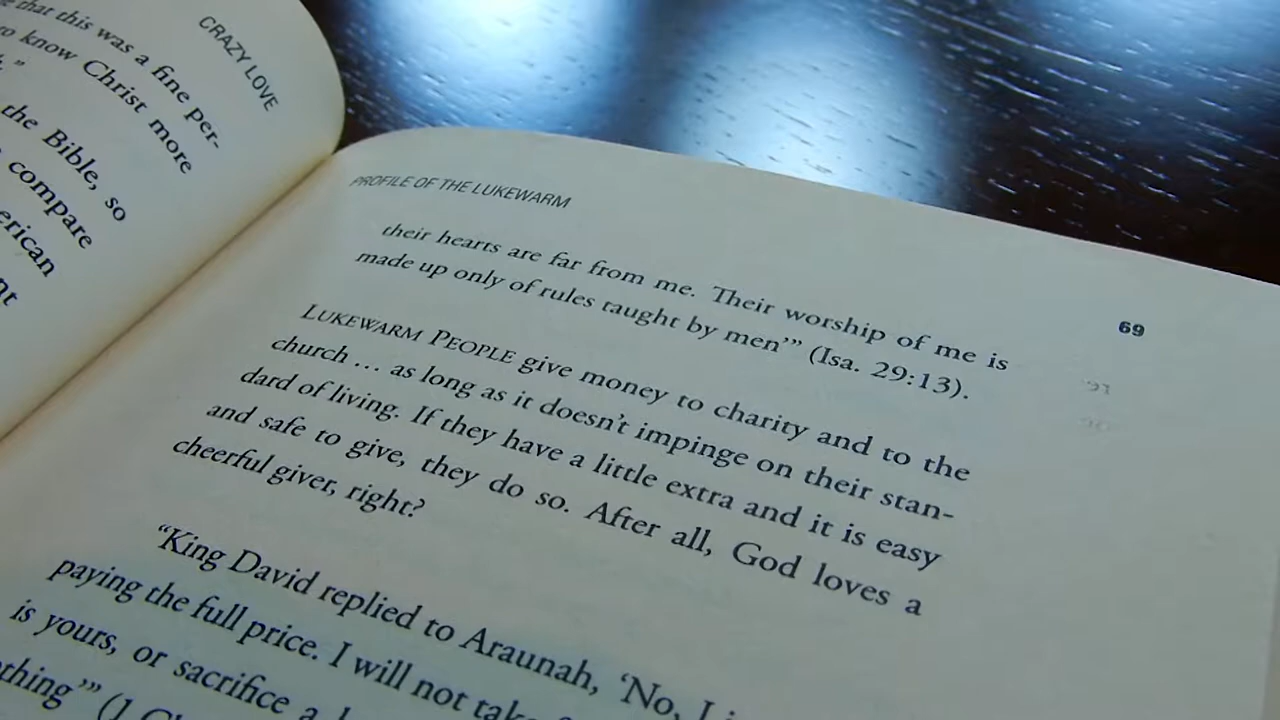 CRAZY LOVE
that this was a fine per-
know Christ more
the Bible, so
compare
PROFILE OF THE LUKEWARM
69
their hearts are far from me. Their worship of me is
made up only of rules taught by men’” (Isa. 29:13).
LUKEWARM PEOPLE give money to charity and to the
church … as long as it doesn’t impinge on their stan-
dard of living. If they have a little extra and it is easy
and safe to give, they do so. After all, God loves a
cheerful giver, right?
“King David replied to Araunah, ‘No, I
paying the full price. I will not
is yours, or sacrifice a